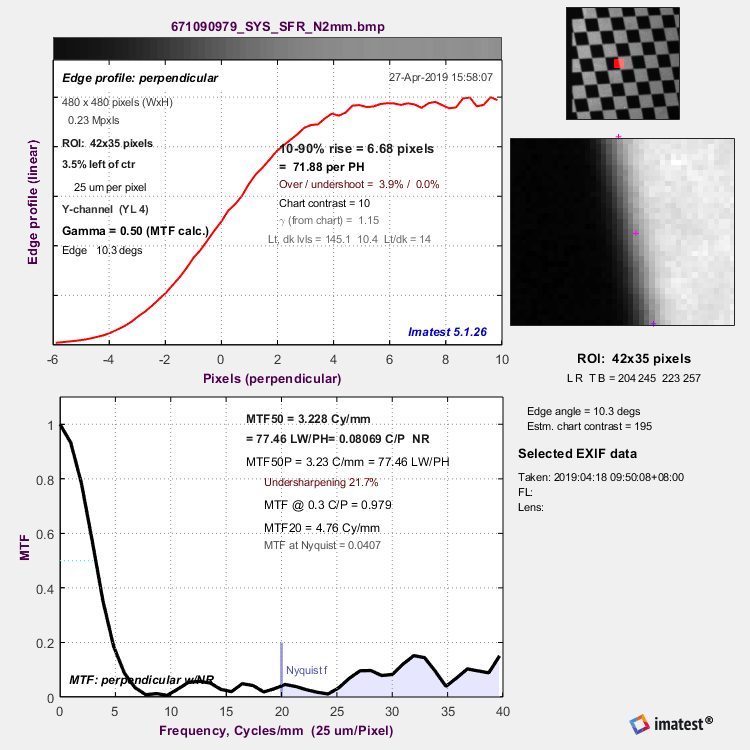 671090979_SYS_SFR_N2mm.bmp
Edge profile: perpendicular
27-Apr-2019 15:58:07
480 x 480 pixels (WxH)
0.23 Mpxls
ROI: 42x35 pixels
3.5% left of ctr
25 um per pixel
Y-channel (YL 4)
Gamma = 0.50 (MTF calc.)
Edge 10.3 degs
10-90% rise = 6.68 pixels
= 71.88 per PH
Over / undershoot = 3.9% / 0.0%
Chart contrast = 10
γ (from chart) = 1.15
Lt, dk lvls = 145.1 10.4 Lt/dk = 14
Imatest 5.1.26
Edge profile (linear)
-6 -4 -2 0 2 4 6 8 10
Pixels (perpendicular)
ROI: 42x35 pixels
L R T B = 204 245 223 257
Edge angle = 10.3 degs
Estm. chart contrast = 195
Selected EXIF data
Taken: 2019:04:18 09:50:08+08:00
FL:
Lens:
MTF50 = 3.228 Cy/mm
= 77.46 LW/PH= 0.08069 C/P NR
MTF50P = 3.23 C/mm = 77.46 LW/PH
Undersharpening 21.7%
MTF @ 0.3 C/P = 0.979
MTF20 = 4.76 Cy/mm
MTF at Nyquist = 0.0407
MTF
1
0.8
0.6
0.4
0.2
0
Nyquist f
MTF: perpendicular w/NR
0 5 10 15 20 25 30 35 40
Frequency, Cycles/mm (25 um/Pixel)
imatest®